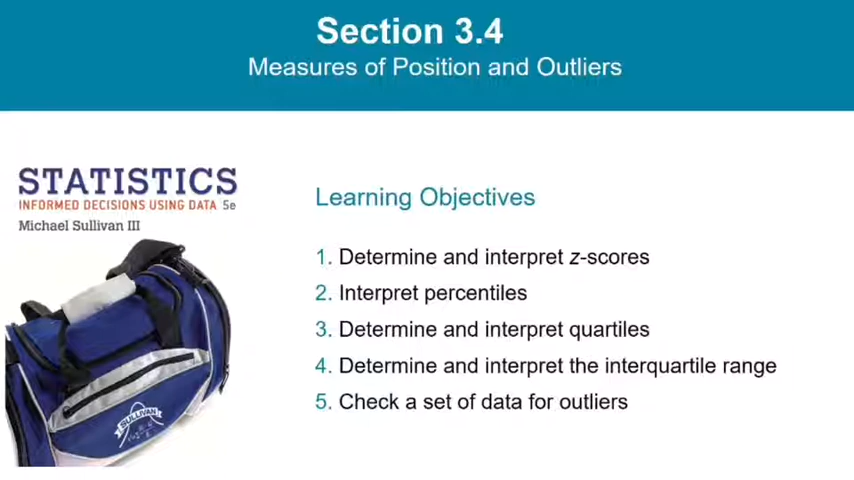 Section 3.4
Measures of Position and Outliers
STATISTICS
INFORMED DECISIONS USING DATA 5e
Michael Sullivan III
SULLIVAN
Learning Objectives
1. Determine and interpret z-scores
2. Interpret percentiles
3. Determine and interpret quartiles
4. Determine and interpret the interquartile range
5. Check a set of data for outliers